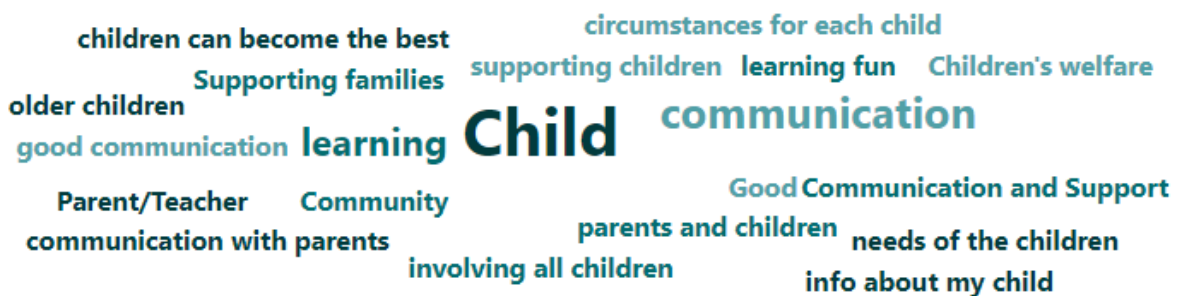 circumstances for each child
children can become the best
supporting children learning fun Children's welfare
Supporting families
older children
Child communication
good communication learning
Good Communication and Support
Parent/Teacher Community
parents and children
communication with parents needs of the children
involving all children
info about my child